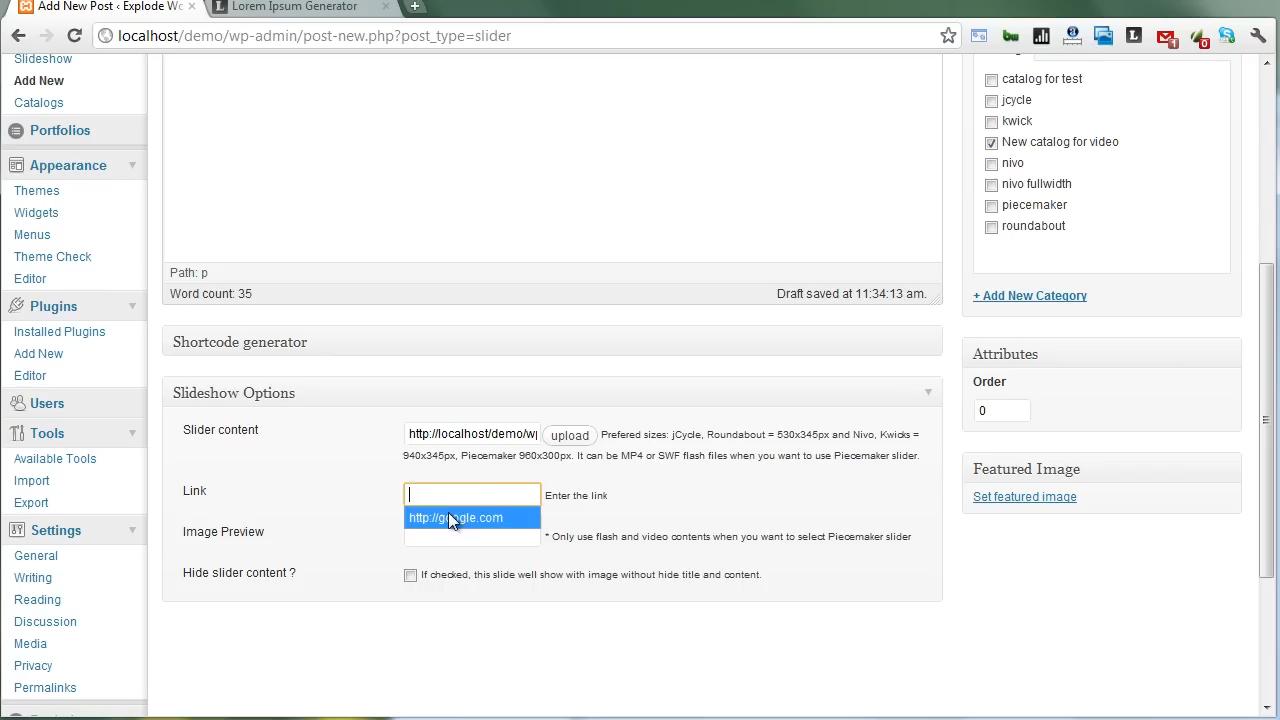 Add New Post ‹ Explode Wo
Lorem Ipsum Generator
localhost/demo/wp-admin/post-new.php?post_type=slider
Slideshow
Add New
Catalogs
Portfolios
Appearance
Themes
Widgets
Menus
Theme Check
Editor
Plugins
Installed Plugins
Add New
Editor
Users
Tools
Available Tools
Import
Export
Settings
General
Writing
Reading
Discussion
Media
Privacy
Permalinks
Path: p
Word count: 35
Draft saved at 11:34:13 am.
Shortcode generator
Slideshow Options
Slider content
http://localhost/demo/wp
upload
Prefered sizes: jCycle, Roundabout = 530x345px and Nivo, Kwicks =
940x345px, Piecemaker 960x300px. It can be MP4 or SWF flash files when you want to use Piecemaker slider.
Link
Enter the link
http://google.com
Image Preview
* Only use flash and video contents when you want to select Piecemaker slider
Hide slider content ?
If checked, this slide well show with image without hide title and content.
catalog for test
jcycle
kwick
New catalog for video
nivo
nivo fullwidth
piecemaker
roundabout
+ Add New Category
Attributes
Order
0
Featured Image
Set featured image